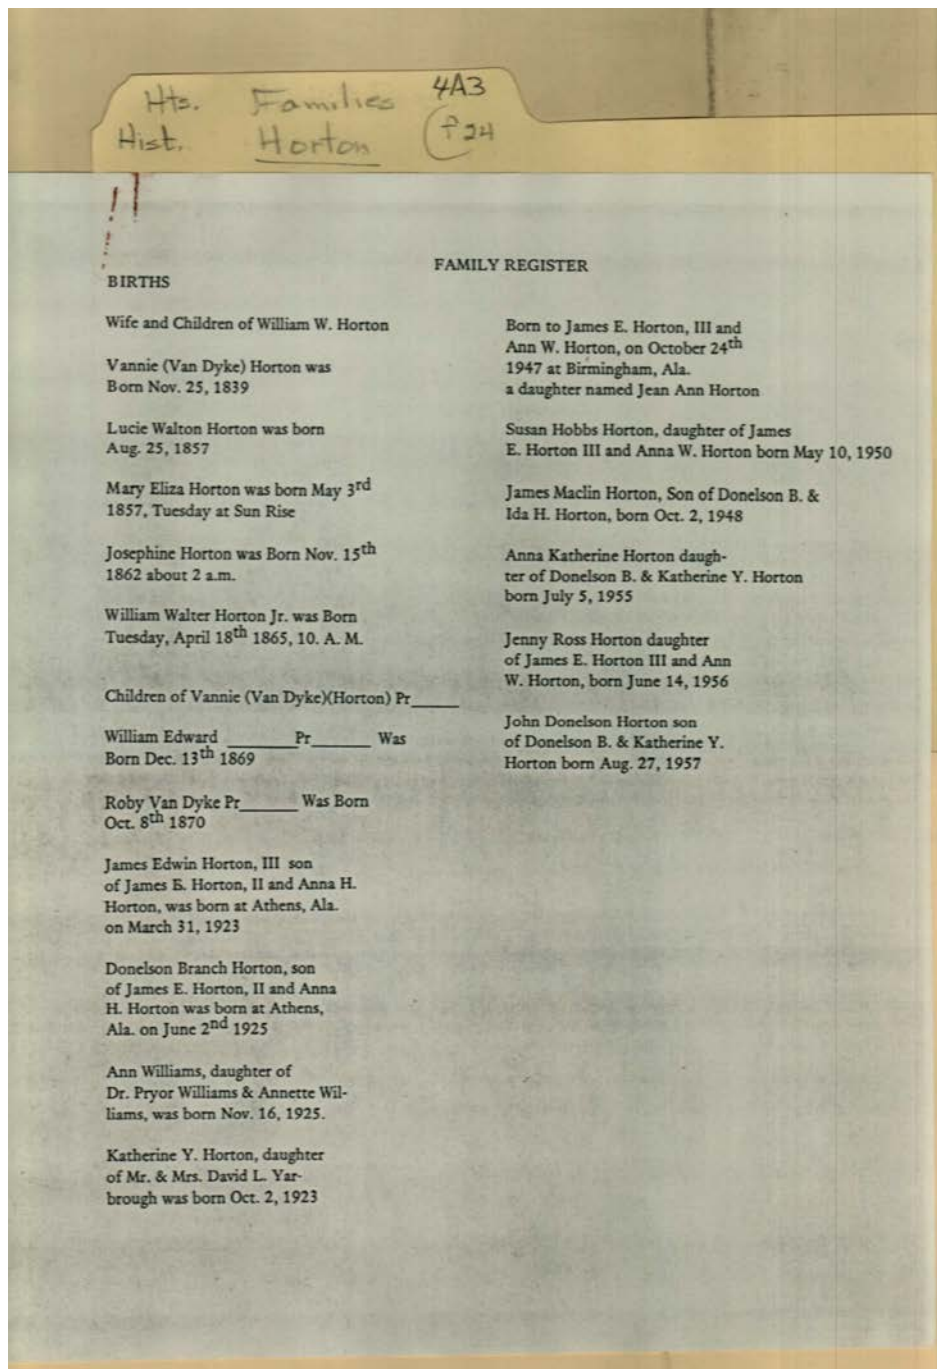 Hts. Families 4A3
Hist. Horton (f24
FAMILY REGISTER
BIRTHS
Wife and Children of William W. Horton
Vannie (Van Dyke) Horton was
Born Nov. 25, 1839
Lucie Walton Horton was born
Aug. 25, 1857
Mary Eliza Horton was born May 3rd
1857, Tuesday at Sun Rise
Josephine Horton was Born Nov. 15th
1862 about 2 a.m.
William Walter Horton Jr. was Born
Tuesday, April 18th 1865, 10. A. M.
Children of Vannie (Van Dyke)(Horton) Pr_____
William Edward _______Pr______ Was
Born Dec. 13th 1869
Roby Van Dyke Pr______ Was Born
Oct. 8th 1870
James Edwin Horton, III son
of James E. Horton, II and Anna H.
Horton, was born at Athens, Ala.
on March 31, 1923
Donelson Branch Horton, son
of James E. Horton, II and Anna
H. Horton was born at Athens,
Ala. on June 2nd 1925
Ann Williams, daughter of
Dr. Pryor Williams & Annette Wil-
liams, was born Nov. 16, 1925.
Katherine Y. Horton, daughter
of Mr. & Mrs. David L. Yar-
brough was born Oct. 2, 1923
Born to James E. Horton, III and
Ann W. Horton, on October 24th
1947 at Birmingham, Ala.
a daughter named Jean Ann Horton
Susan Hobbs Horton, daughter of James
E. Horton III and Anna W. Horton born May 10, 1950
James Maclin Horton, Son of Donelson B. &
Ida H. Horton, born Oct. 2, 1948
Anna Katherine Horton daugh-
ter of Donelson B. & Katherine Y. Horton
born July 5, 1955
Jenny Ross Horton daughter
of James E. Horton III and Ann
W. Horton, born June 14, 1956
John Donelson Horton son
of Donelson B. & Katherine Y.
Horton born Aug. 27, 1957